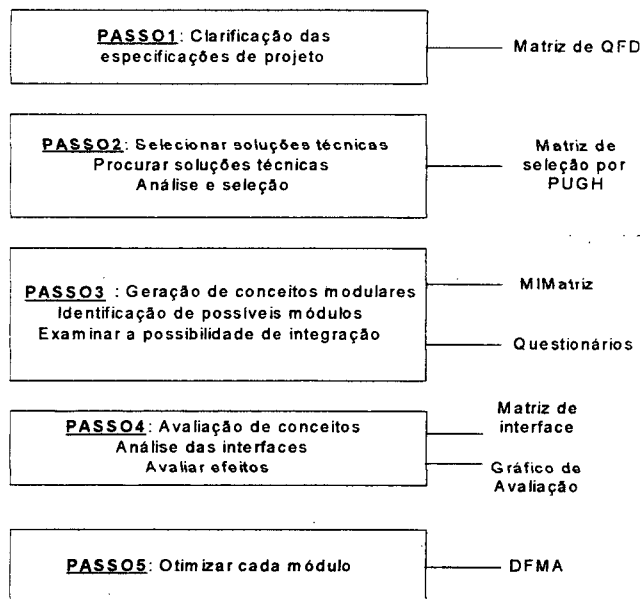 PASSO1: Clarificação das
especificações de projeto
Matriz de QFD
PASSO2: Selecionar soluções técnicas
Procurar soluções técnicas
Análise e seleção
Matriz de
seleção por
PUGH
PASSO3 : Geração de conceitos modulares
Identificação de possíveis módulos
Examinar a possibilidade de integração
MIMatriz
Questionários
PASSO4: Avaliação de conceitos
Análise das interfaces
Avaliar efeitos
Matriz de
interface
Gráfico de
Avaliação
PASSO5: Otimizar cada módulo
DFMA